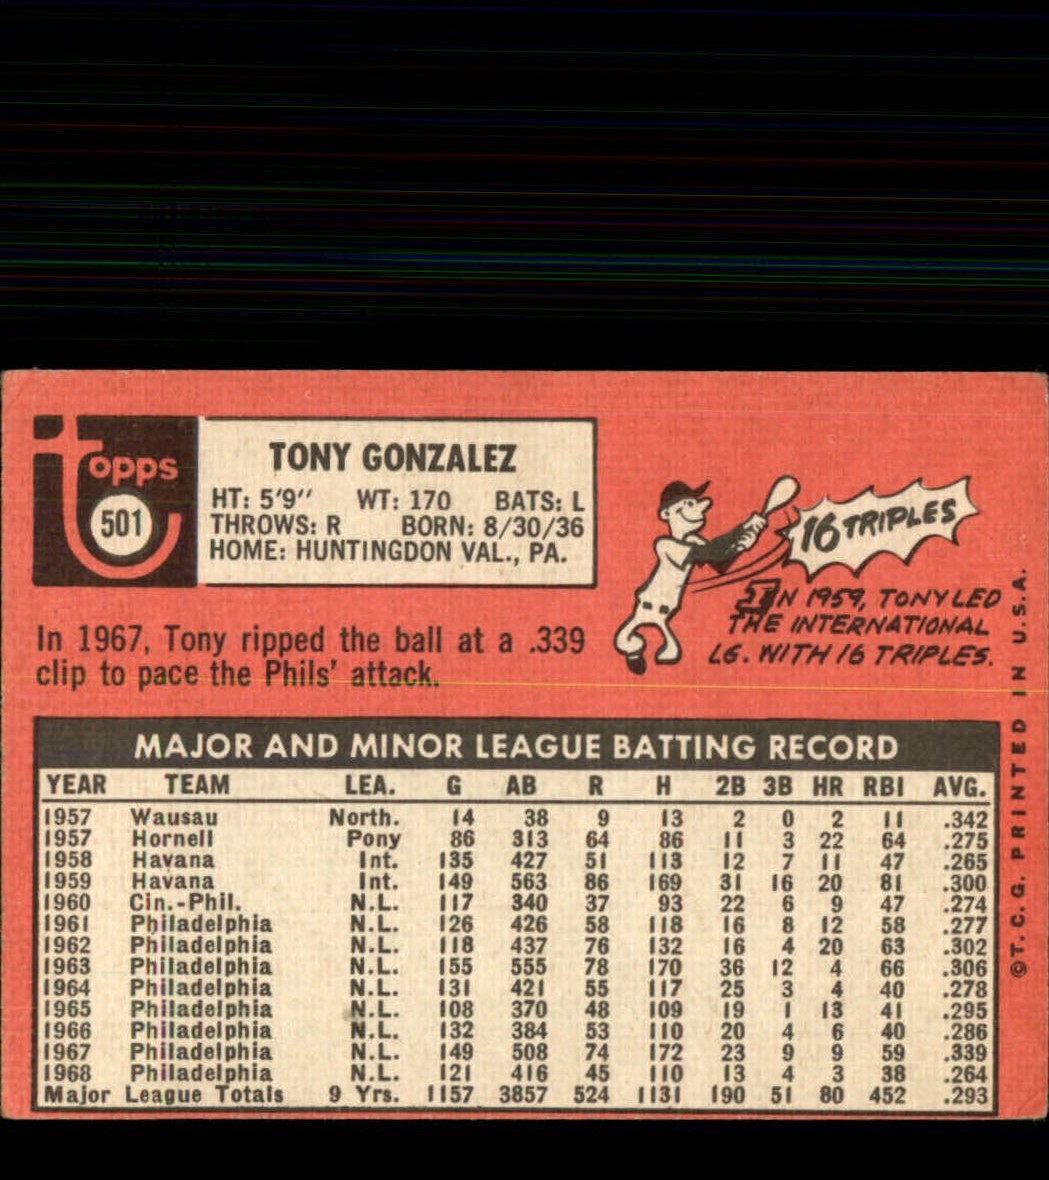 Topps
501
TONY GONZALEZ
HT: 5'9" WT: 170 BATS: L
THROWS: R BORN: 8/30/36
HOME: HUNTINGDON VAL., PA.
16 TRIPLES
IN 1959, TONY LED
THE INTERNATIONAL
LG. WITH 16 TRIPLES.
In 1967, Tony ripped the ball at a .339
clip to pace the Phils' attack.
MAJOR AND MINOR LEAGUE BATTING RECORD
YEAR TEAM LEA. G AB R H 2B 3B HR RBI AVG.
1957 Wausau North. 14 38 9 13 2 0 2 11 .342
1957 Hornell Pony 86 313 64 86 11 3 22 64 .275
1958 Havana Int. 135 427 51 113 12 7 11 47 .265
1959 Havana Int. 149 563 86 169 31 16 20 81 .300
1960 Cin.-Phil. N.L. 117 340 37 93 22 6 9 47 .274
1961 Philadelphia N.L. 126 426 58 118 16 8 12 58 .277
1962 Philadelphia N.L. 118 437 76 132 16 4 20 63 .302
1963 Philadelphia N.L. 155 555 78 170 36 12 4 66 .306
1964 Philadelphia N.L. 131 421 55 117 25 3 4 40 .278
1965 Philadelphia N.L. 108 370 48 109 19 1 13 41 .295
1966 Philadelphia N.L. 132 384 53 110 20 4 6 40 .286
1967 Philadelphia N.L. 149 508 74 172 23 9 9 59 .339
1968 Philadelphia N.L. 121 416 45 110 13 4 3 38 .264
Major League Totals 9 Yrs. 1157 3857 524 1131 190 51 80 452 .293
©T. C. G. PRINTED IN U.S.A.